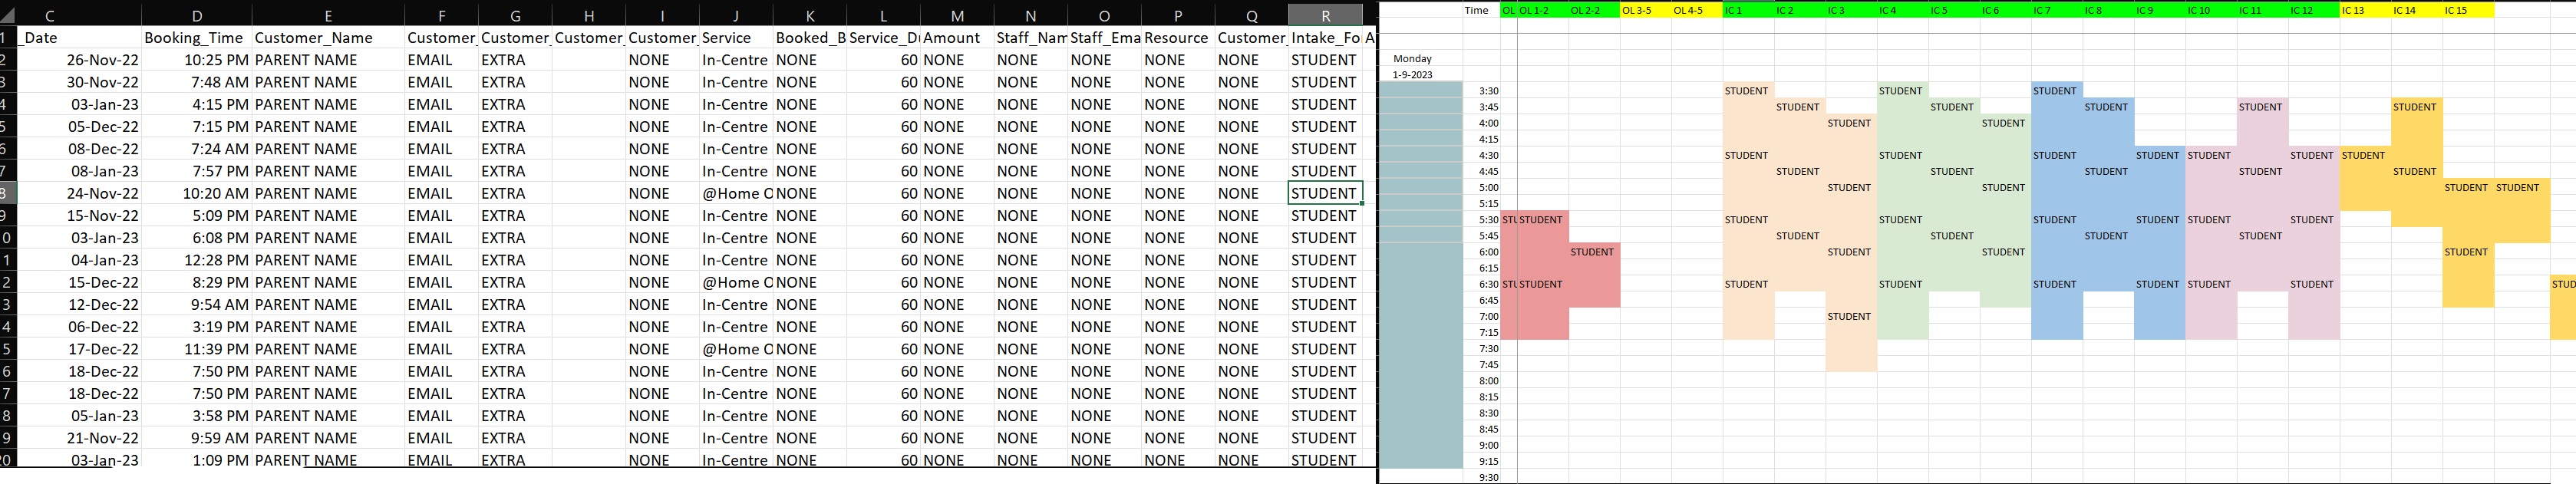 C D E F G H I J K L M N O P Q R
1 _Date Booking_Time Customer_Name Customer_ Customer_ Customer_ Customer_ Service Booked_B Service_Du Amount Staff_Nam Staff_Ema Resource Customer_ Intake_Fo A
2 26-Nov-22 10:25 PM PARENT NAME EMAIL EXTRA NONE In-Centre NONE 60 NONE NONE NONE NONE NONE STUDENT
3 30-Nov-22 7:48 AM PARENT NAME EMAIL EXTRA NONE In-Centre NONE 60 NONE NONE NONE NONE NONE STUDENT
4 03-Jan-23 4:15 PM PARENT NAME EMAIL EXTRA NONE In-Centre NONE 60 NONE NONE NONE NONE NONE STUDENT
5 05-Dec-22 7:15 PM PARENT NAME EMAIL EXTRA NONE In-Centre NONE 60 NONE NONE NONE NONE NONE STUDENT
6 08-Dec-22 7:24 AM PARENT NAME EMAIL EXTRA NONE In-Centre NONE 60 NONE NONE NONE NONE NONE STUDENT
7 08-Jan-23 7:57 PM PARENT NAME EMAIL EXTRA NONE In-Centre NONE 60 NONE NONE NONE NONE NONE STUDENT
8 24-Nov-22 10:20 AM PARENT NAME EMAIL EXTRA NONE @Home O NONE 60 NONE NONE NONE NONE NONE STUDENT
9 15-Nov-22 5:09 PM PARENT NAME EMAIL EXTRA NONE In-Centre NONE 60 NONE NONE NONE NONE NONE STUDENT
0 03-Jan-23 6:08 PM PARENT NAME EMAIL EXTRA NONE In-Centre NONE 60 NONE NONE NONE NONE NONE STUDENT
1 04-Jan-23 12:28 PM PARENT NAME EMAIL EXTRA NONE In-Centre NONE 60 NONE NONE NONE NONE NONE STUDENT
2 15-Dec-22 8:29 PM PARENT NAME EMAIL EXTRA NONE @Home O NONE 60 NONE NONE NONE NONE NONE STUDENT
3 12-Dec-22 9:54 AM PARENT NAME EMAIL EXTRA NONE In-Centre NONE 60 NONE NONE NONE NONE NONE STUDENT
4 06-Dec-22 3:19 PM PARENT NAME EMAIL EXTRA NONE In-Centre NONE 60 NONE NONE NONE NONE NONE STUDENT
5 17-Dec-22 11:39 PM PARENT NAME EMAIL EXTRA NONE @Home O NONE 60 NONE NONE NONE NONE NONE STUDENT
6 18-Dec-22 7:50 PM PARENT NAME EMAIL EXTRA NONE In-Centre NONE 60 NONE NONE NONE NONE NONE STUDENT
7 18-Dec-22 7:50 PM PARENT NAME EMAIL EXTRA NONE In-Centre NONE 60 NONE NONE NONE NONE NONE STUDENT
8 05-Jan-23 3:58 PM PARENT NAME EMAIL EXTRA NONE In-Centre NONE 60 NONE NONE NONE NONE NONE STUDENT
9 21-Nov-22 9:59 AM PARENT NAME EMAIL EXTRA NONE In-Centre NONE 60 NONE NONE NONE NONE NONE STUDENT
20 03-Jan-23 1:09 PM PARENT NAME EMAIL EXTRA NONE In-Centre NONE 60 NONE NONE NONE NONE NONE STUDENT
Time OL OL 1-2 OL 2-2 OL 3-5 OL 4-5 IC 1 IC 2 IC 3 IC 4 IC 5 IC 6 IC 7 IC 8 IC 9 IC 10 IC 11 IC 12 IC 13 IC 14 IC 15
Monday
1-9-2023
3:30 STUDENT STUDENT STUDENT
3:45 STUDENT STUDENT STUDENT STUDENT STUDENT
4:00 STUDENT STUDENT
4:15
4:30 STUDENT STUDENT STUDENT STUDENT STUDENT STUDENT STUDENT
4:45 STUDENT STUDENT STUDENT STUDENT STUDENT
5:00 STUDENT STUDENT STUDENT STUDENT
5:15
5:30 STU STUDENT STUDENT STUDENT STUDENT STUDENT STUDENT STUDENT
5:45 STUDENT STUDENT STUDENT STUDENT
6:00 STUDENT STUDENT STUDENT STUDENT
6:15
6:30 STU STUDENT STUDENT STUDENT STUDENT STUDENT STUDENT STUDENT STUD
6:45
7:00 STUDENT
7:15
7:30
7:45
8:00
8:15
8:30
8:45
9:00
9:15
9:30